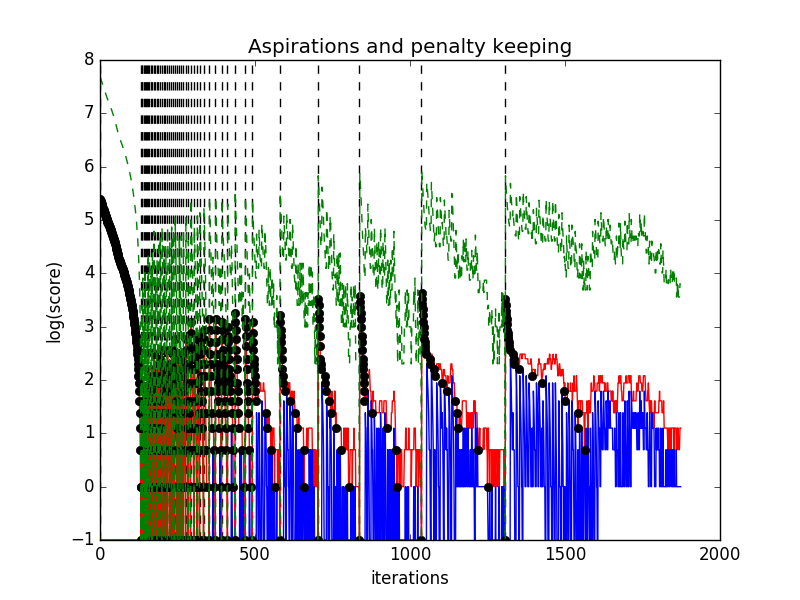 Aspirations and penalty keeping
8
7
6
5
4
3
2
1
0
−1
log(score)
0 500 1000 1500 2000
iterations